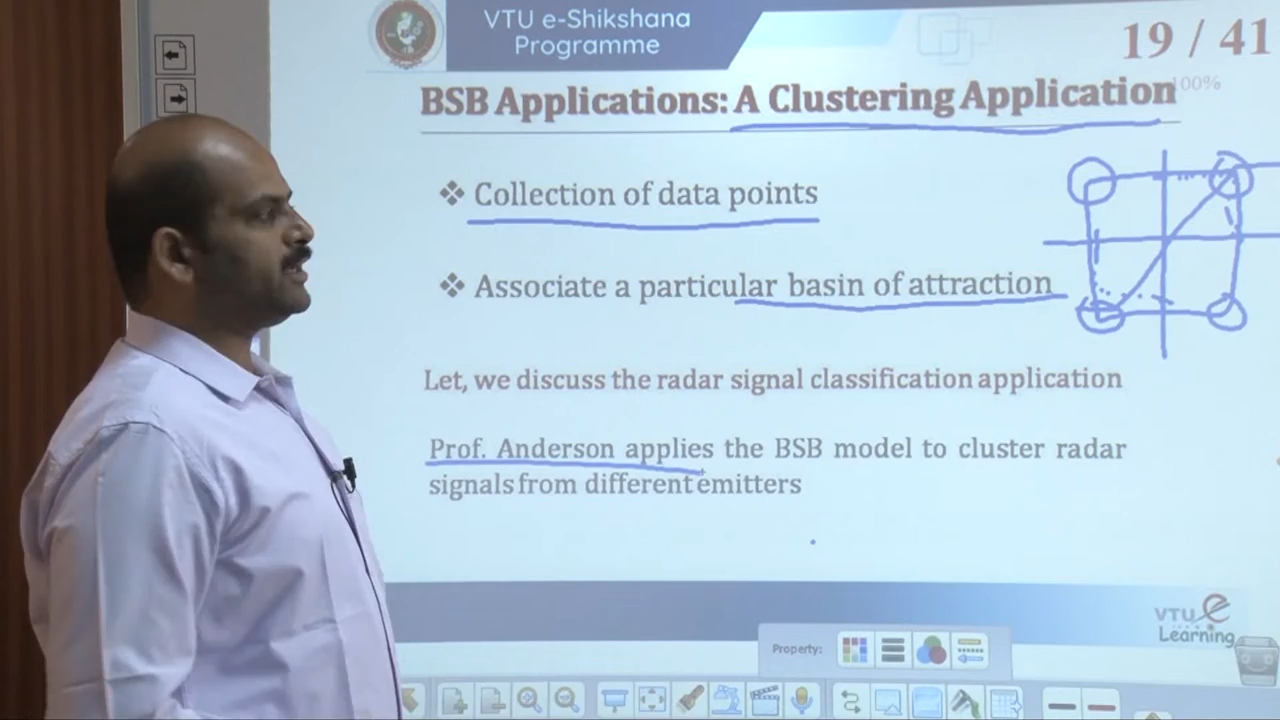 VTU e-Shikshana
Programme
19 / 41
100%
BSB Applications: A Clustering Application
❖ Collection of data points
❖ Associate a particular basin of attraction
Let, we discuss the radar signal classification application
Prof. Anderson applies the BSB model to cluster radar
signals from different emitters
VTU e
Learning
Property: